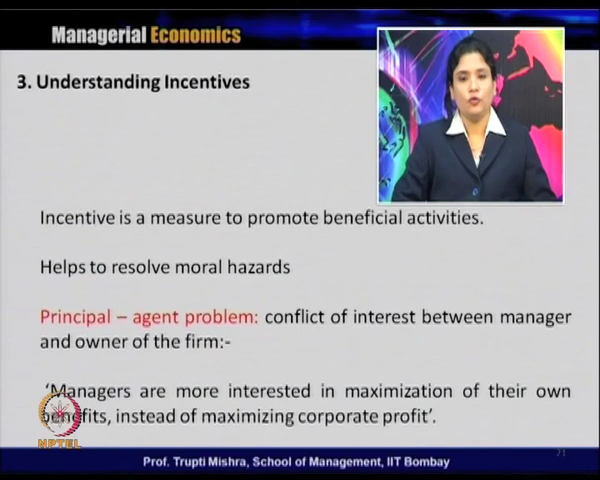 Managerial Economics
3. Understanding Incentives
Incentive is a measure to promote beneficial activities.
Helps to resolve moral hazards
Principal – agent problem: conflict of interest between manager
and owner of the firm:-
‘Managers are more interested in maximization of their own
benefits, instead of maximizing corporate profit’.
NPTEL
Prof. Trupti Mishra, School of Management, IIT Bombay
21